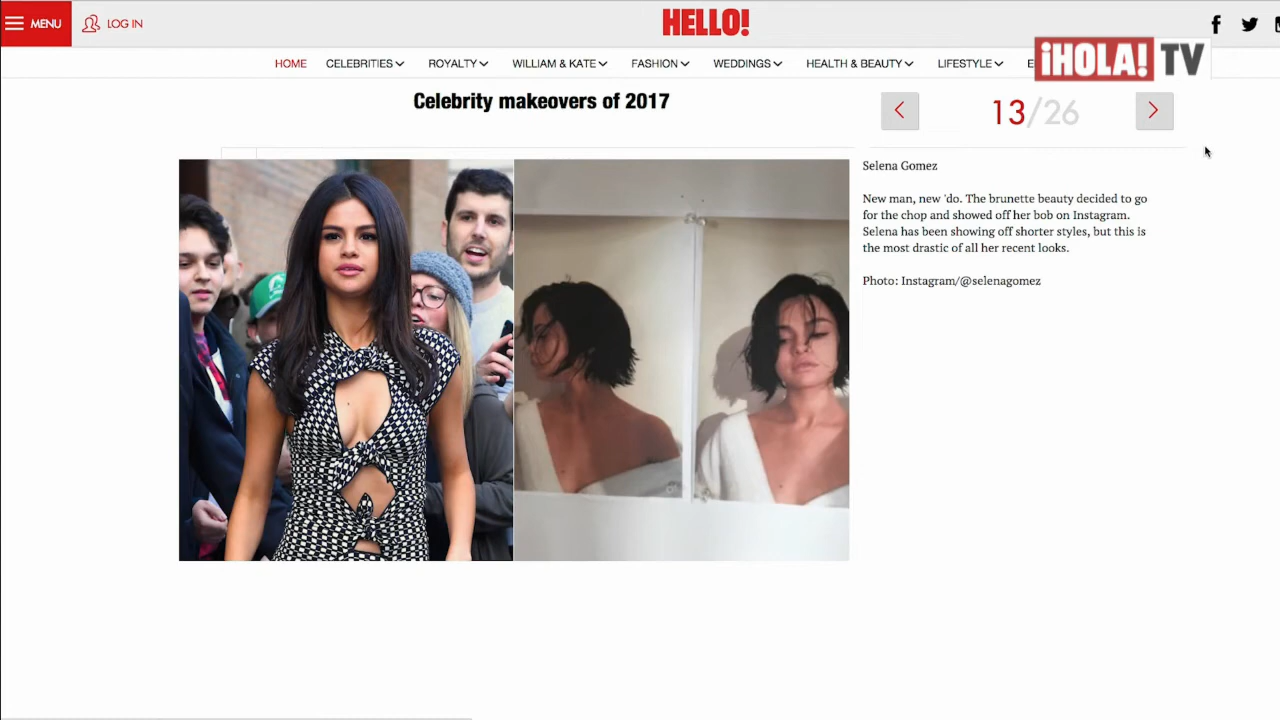 MENU
LOG IN
HELLO!
¡HOLA! TV
HOME
CELEBRITIES
ROYALTY
WILLIAM & KATE
FASHION
WEDDINGS
HEALTH & BEAUTY
LIFESTYLE
Celebrity makeovers of 2017
13/26
Selena Gomez
New man, new 'do. The brunette beauty decided to go
for the chop and showed off her bob on Instagram.
Selena has been showing off shorter styles, but this is
the most drastic of all her recent looks.
Photo: Instagram/@selenagomez